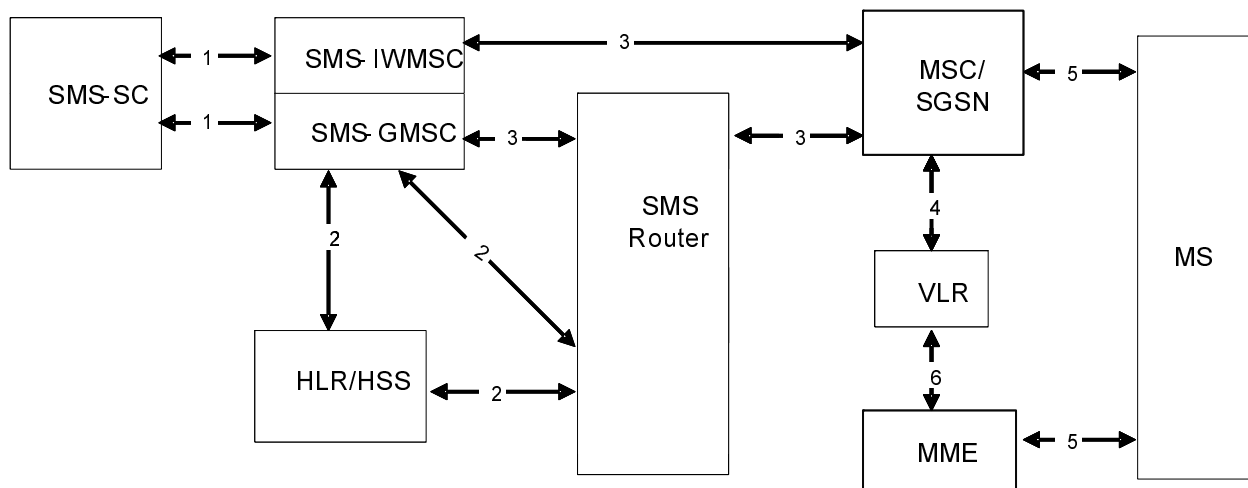 SMS-SC
1
1
SMS- IWMSC
SMS- GMSC
3
3
3
MSC/
SGSN
5
MS
SMS
Router
2
2
4
VLR
HLR/HSS
2
6
MME
5